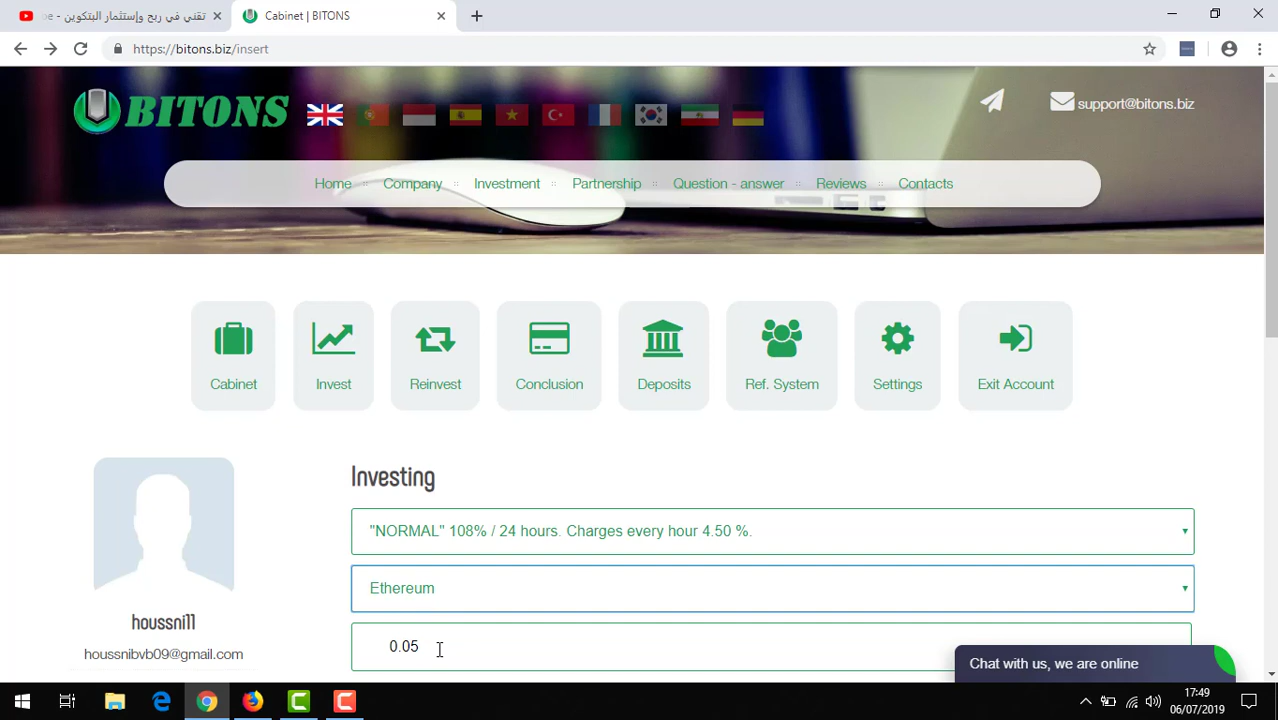 تقني في ربح وإستثمار البتكوين - be
Cabinet | BITONS
https://bitons.biz/insert
BITONS
support@bitons.biz
Home :: Company :: Investment :: Partnership :: Question - answer :: Reviews :: Contacts
Cabinet Invest Reinvest Conclusion Deposits Ref. System Settings Exit Account
Investing
"NORMAL" 108% / 24 hours. Charges every hour 4.50 %.
Ethereum
houssni11
0.05
houssnibvb09@gmail.com
Chat with us, we are online
17:49
06/07/2019